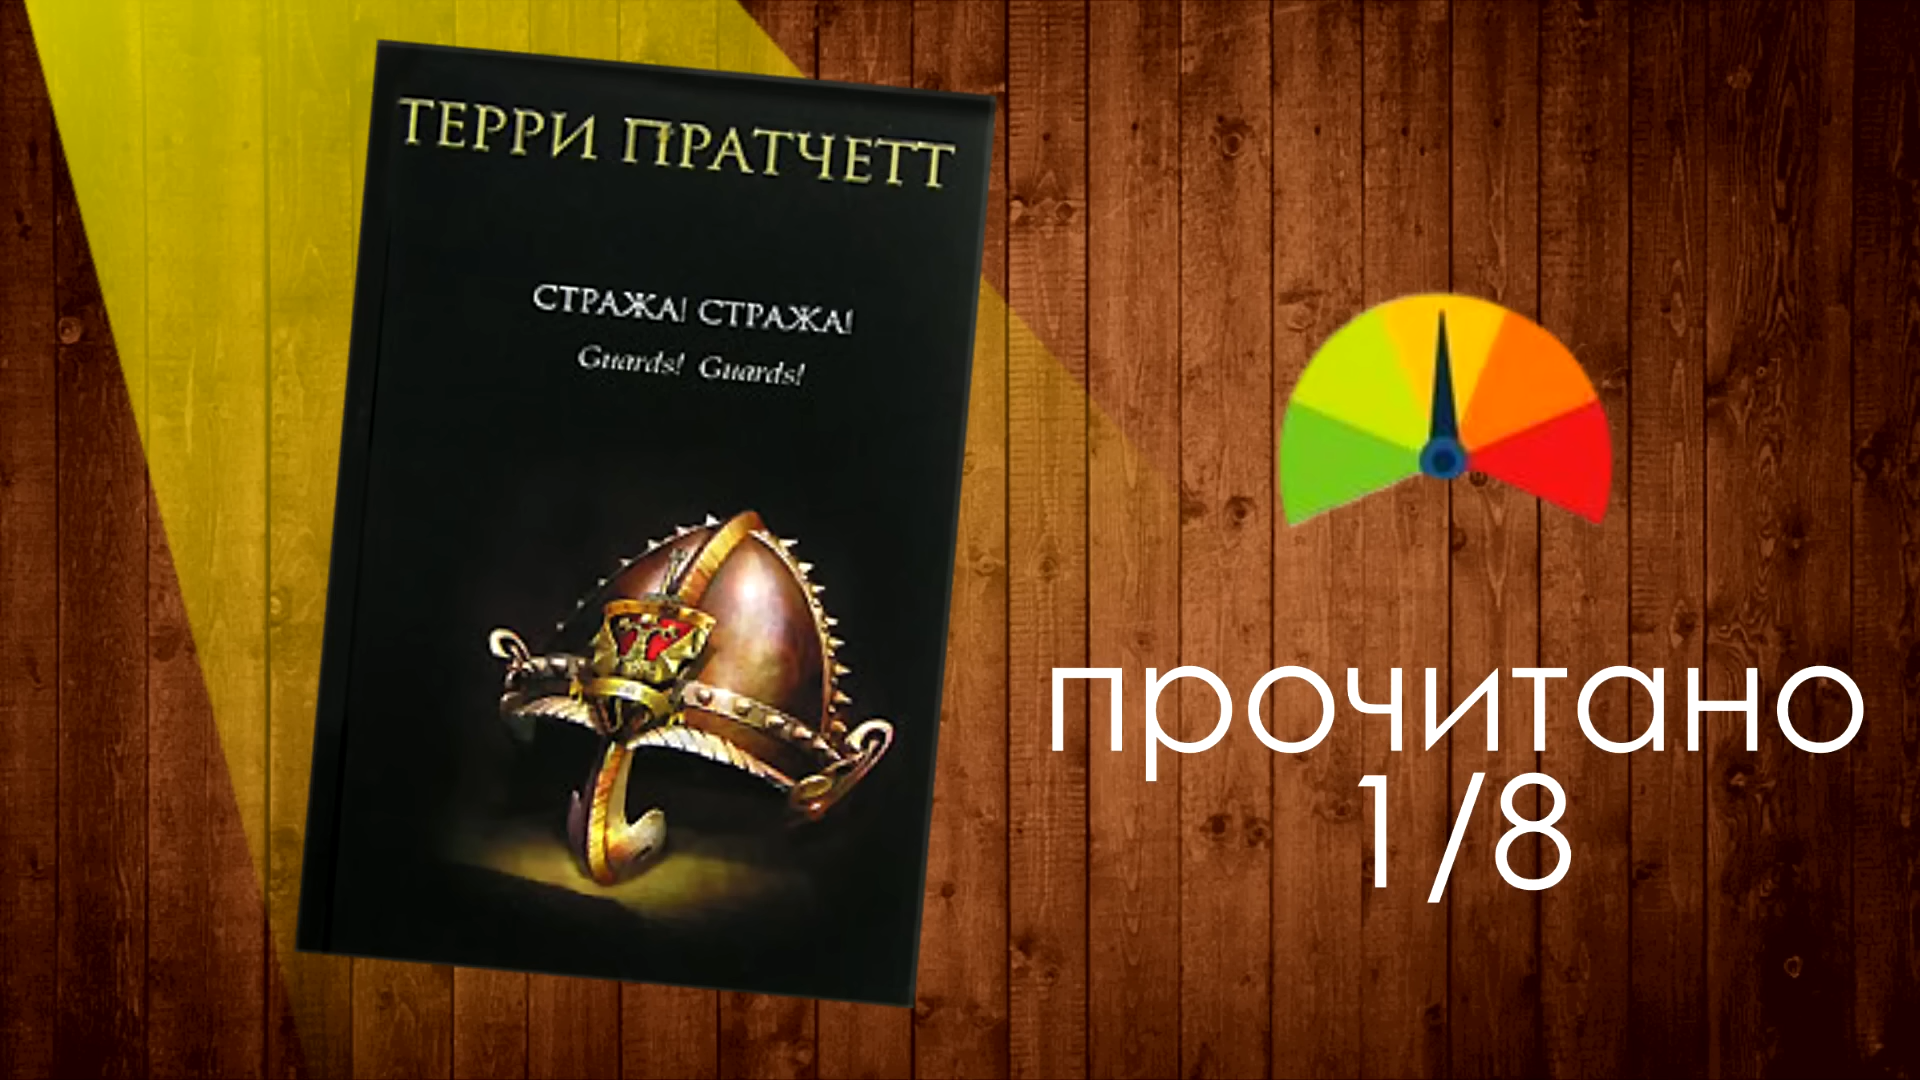 ТЕРРИ ПРАТЧЕТТ
СТРАЖА! СТРАЖА!
Guards! Guards!
прочитано
1/8